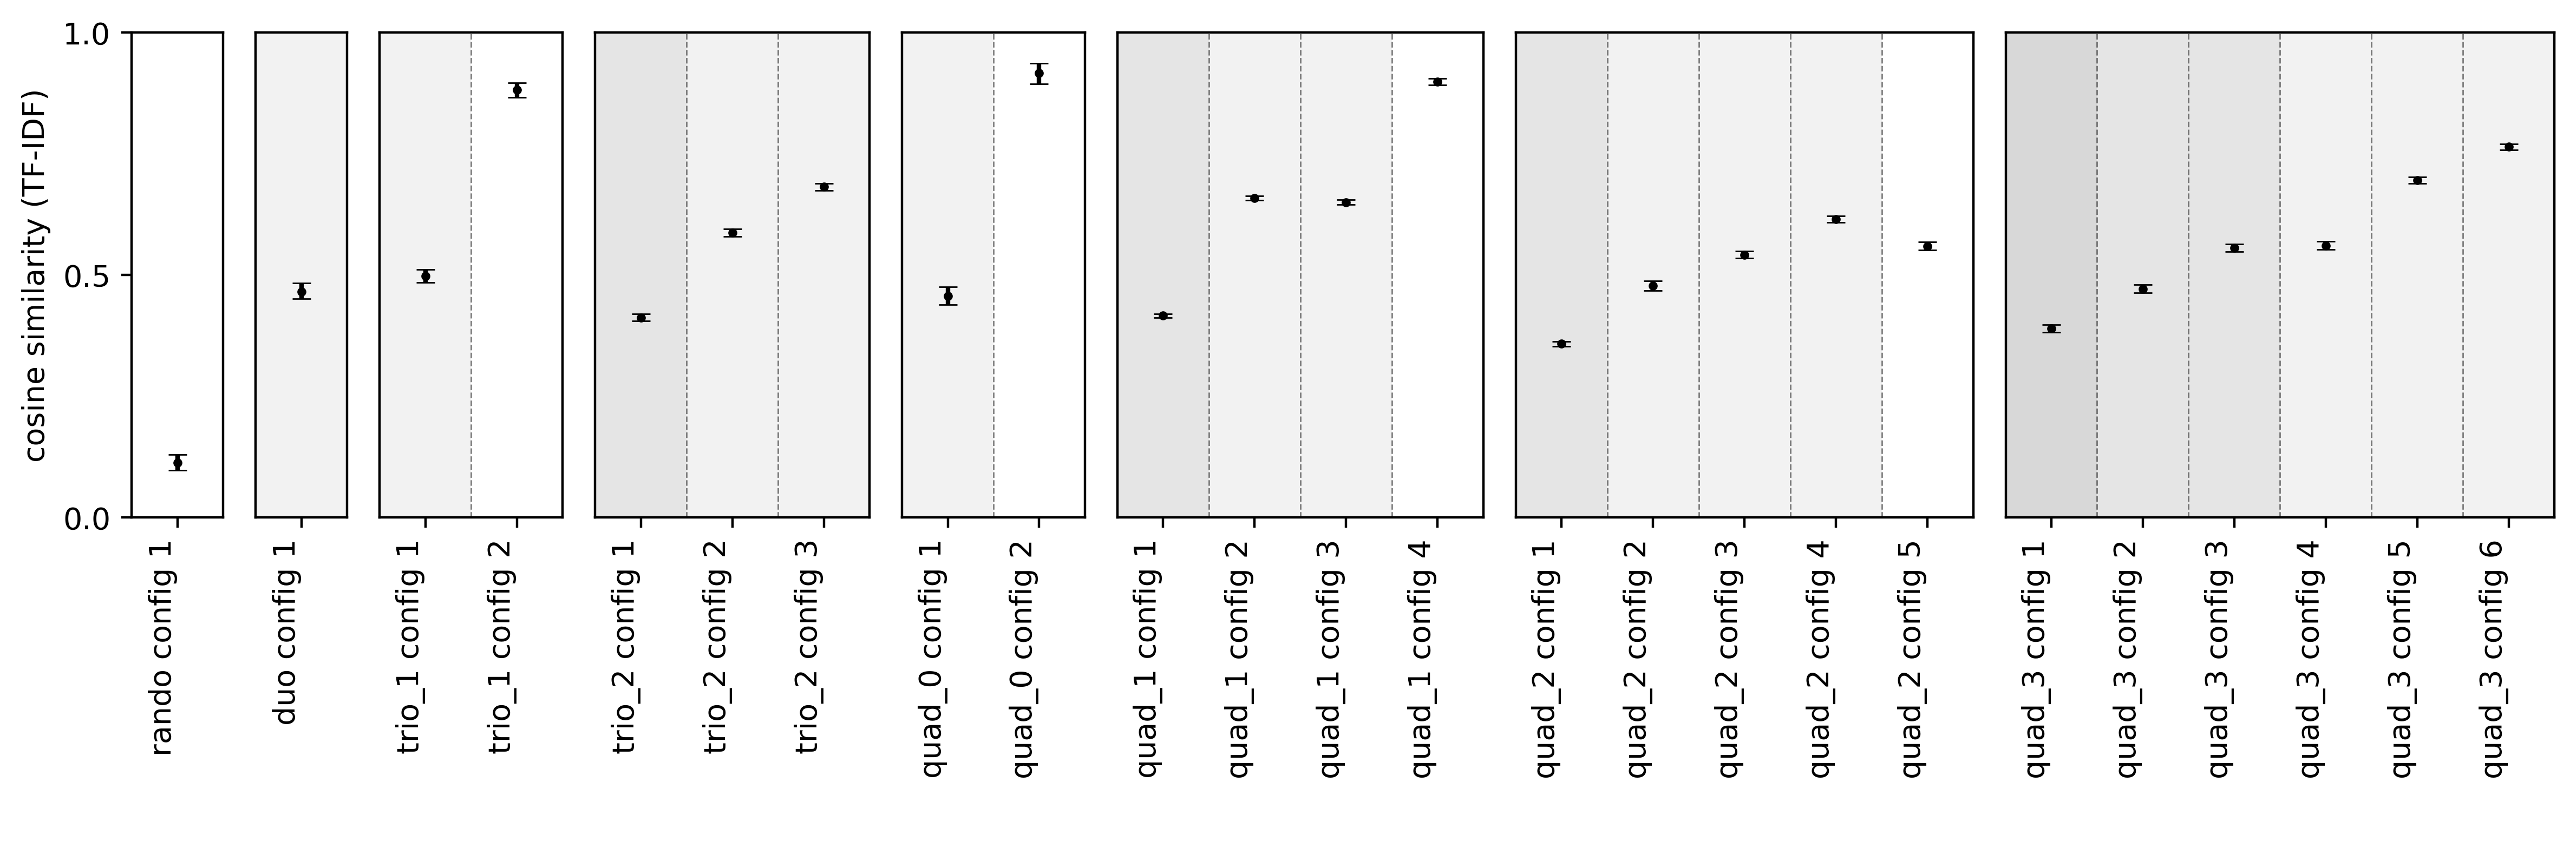 cosine similarity (TF-IDF)
1.0
0.5
0.0
rando config 1
duo config 1
trio_1 config 1
trio_1 config 2
trio_2 config 1
trio_2 config 2
trio_2 config 3
quad_0 config 1
quad_0 config 2
quad_1 config 1
quad_1 config 2
quad_1 config 3
quad_1 config 4
quad_2 config 1
quad_2 config 2
quad_2 config 3
quad_2 config 4
quad_2 config 5
quad_3 config 1
quad_3 config 2
quad_3 config 3
quad_3 config 4
quad_3 config 5
quad_3 config 6